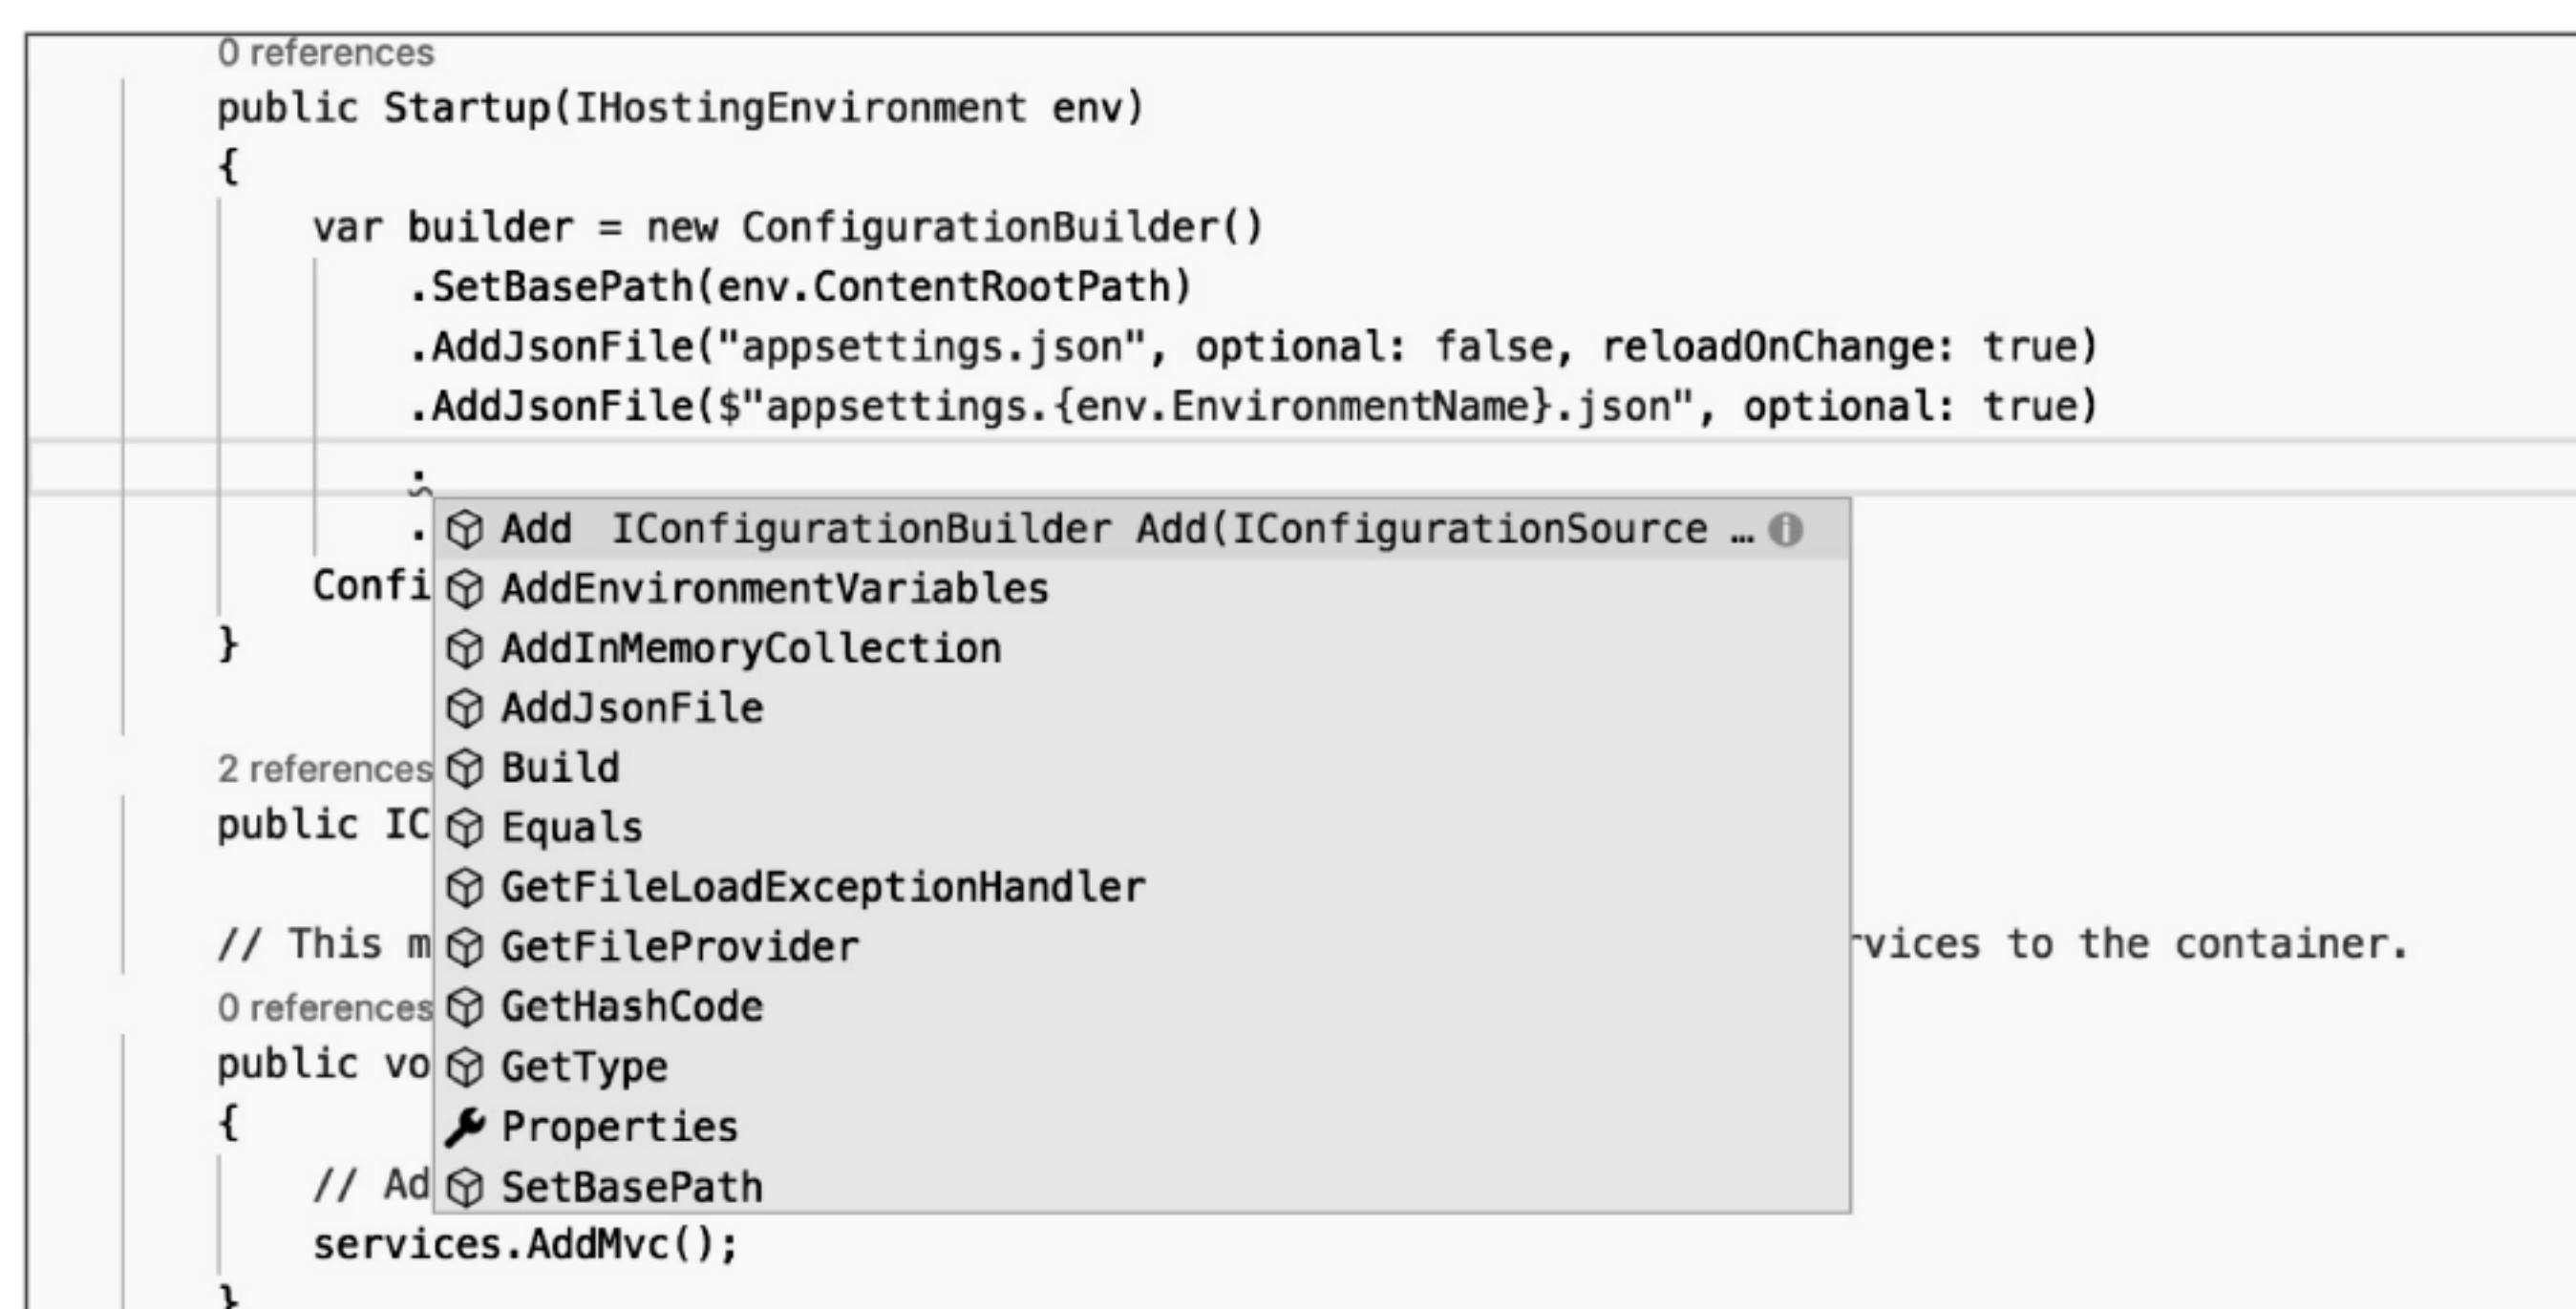 0 references
public Startup(IHostingEnvironment env)
{
var builder = new ConfigurationBuilder()
.SetBasePath(env.ContentRootPath)
.AddJsonFile("appsettings.json", optional: false, reloadOnChange: true)
.AddJsonFile($"appsettings.{env.EnvironmentName}.json", optional: true)
.
. Add IConfigurationBuilder Add(IConfigurationSource …
Confi AddEnvironmentVariables
} AddInMemoryCollection
AddJsonFile
2 references Build
public IC Equals
GetFileLoadExceptionHandler
// This m GetFileProvider rvices to the container.
0 references GetHashCode
public vo GetType
{ Properties
// Ad SetBasePath
services.AddMvc();
}